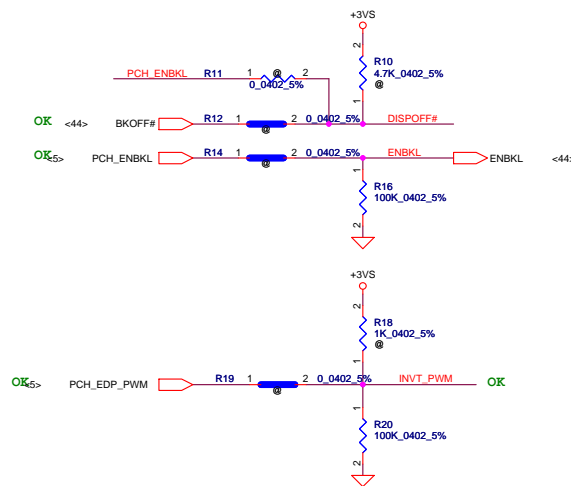 +3VS
2
R10
4.7K_0402_5%
@
1
PCH_ENBKL R11 1 @ 2
0_0402_5%
OK <44> BKOFF# R12 1 2 0_0402_5% DISPOFF#
@
OK <5> PCH_ENBKL R14 1 2 0_0402_5% ENBKL ENBKL <44>
@
1
R16
100K_0402_5%
2
+3VS
2
R18
1K_0402_5%
@
1
OK <5> PCH_EDP_PWM R19 1 2 0_0402_5% INVT_PWM OK
@
1
R20
100K_0402_5%
2